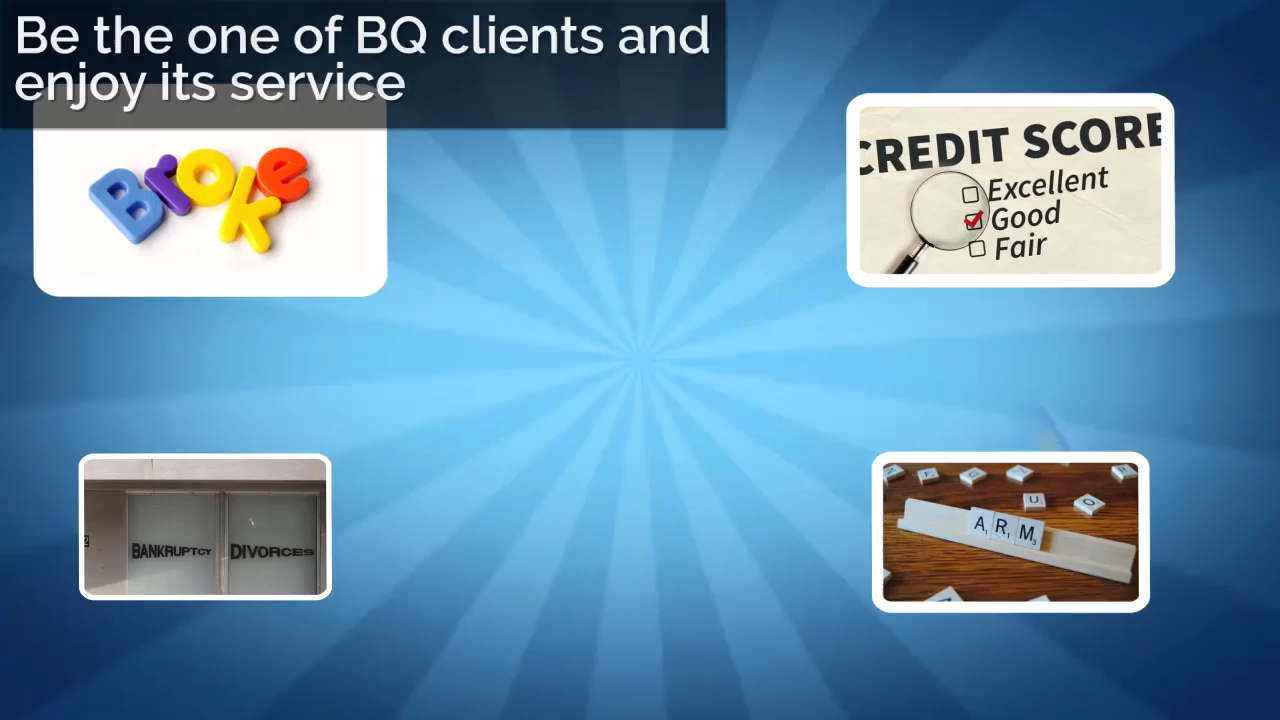 Be the one of BQ clients and
enjoy its service
Broke
CREDIT SCORE
Excellent
Good
Fair
BANKRUPTCY DIVORCES
U O
ARM